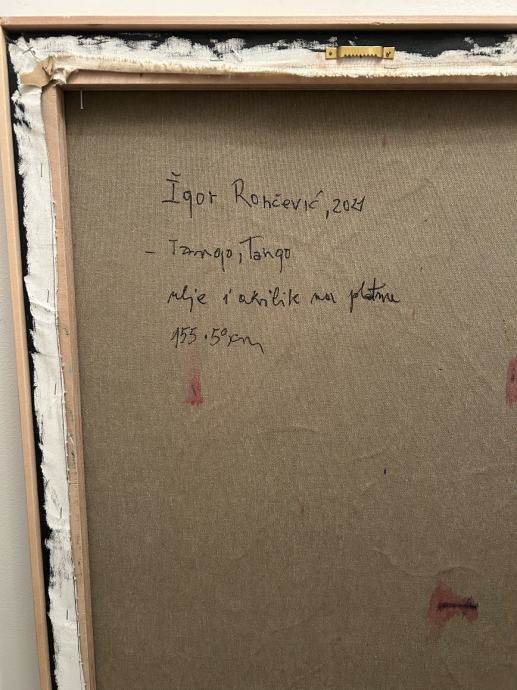 Igor Rončević, 2021
- Tango, Tango
ulje i akrilik na platnu
155 · 50 cm